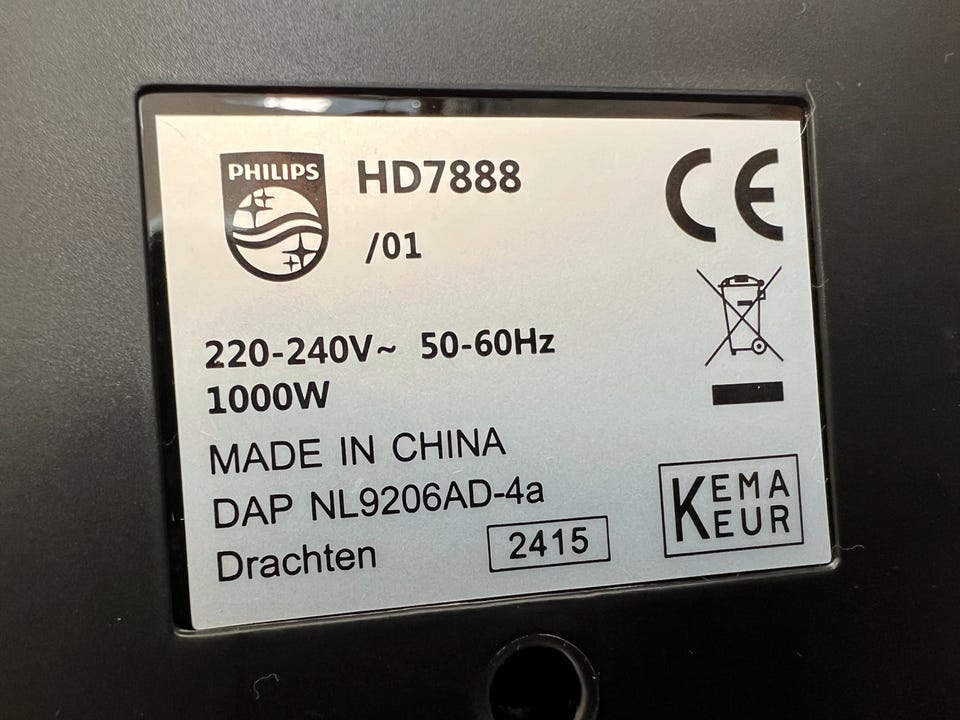 PHILIPS
HD7888
/01
CE
220-240V~ 50-60Hz
1000W
MADE IN CHINA
DAP NL9206AD-4a
Drachten
2415
KEMA
KEUR